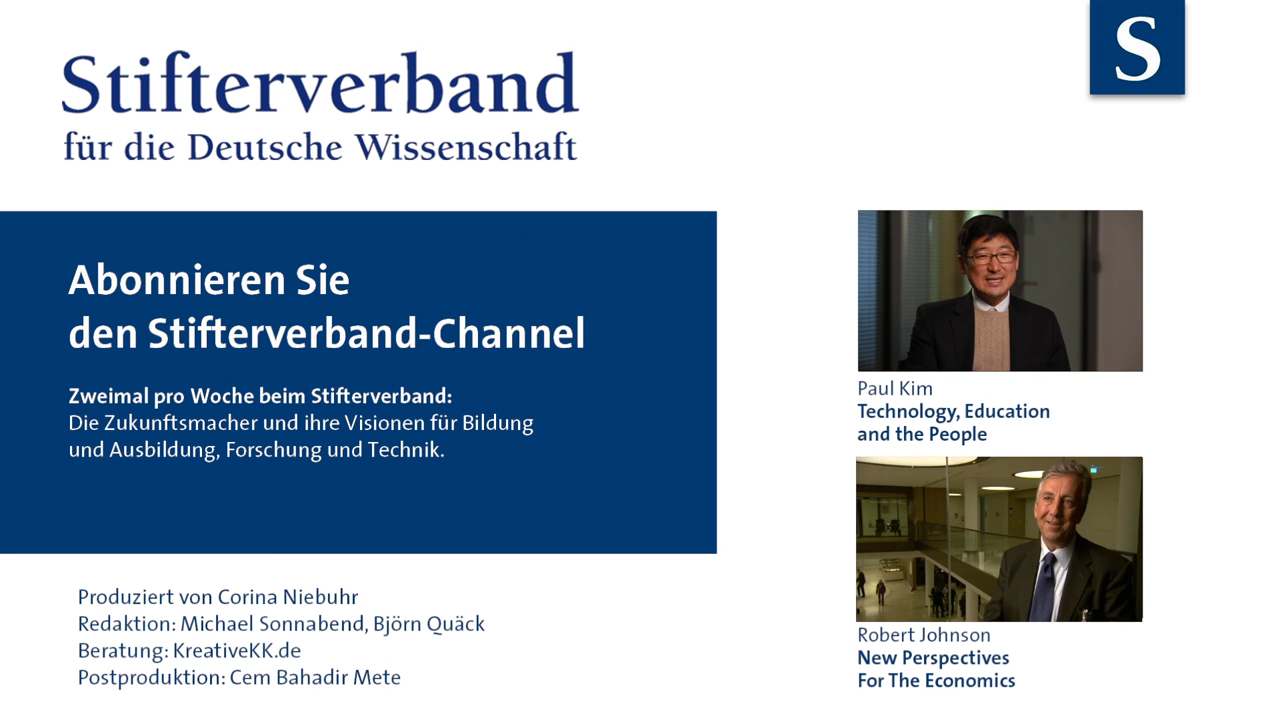 Stifterverband
für die Deutsche Wissenschaft
S
Abonnieren Sie
den Stifterverband-Channel
Zweimal pro Woche beim Stifterverband:
Die Zukunftsmacher und ihre Visionen für Bildung
und Ausbildung, Forschung und Technik.
Produziert von Corina Niebuhr
Redaktion: Michael Sonnabend, Björn Quäck
Beratung: KreativeKK.de
Postproduktion: Cem Bahadir Mete
Paul Kim
Technology, Education
and the People
Robert Johnson
New Perspectives
For The Economics